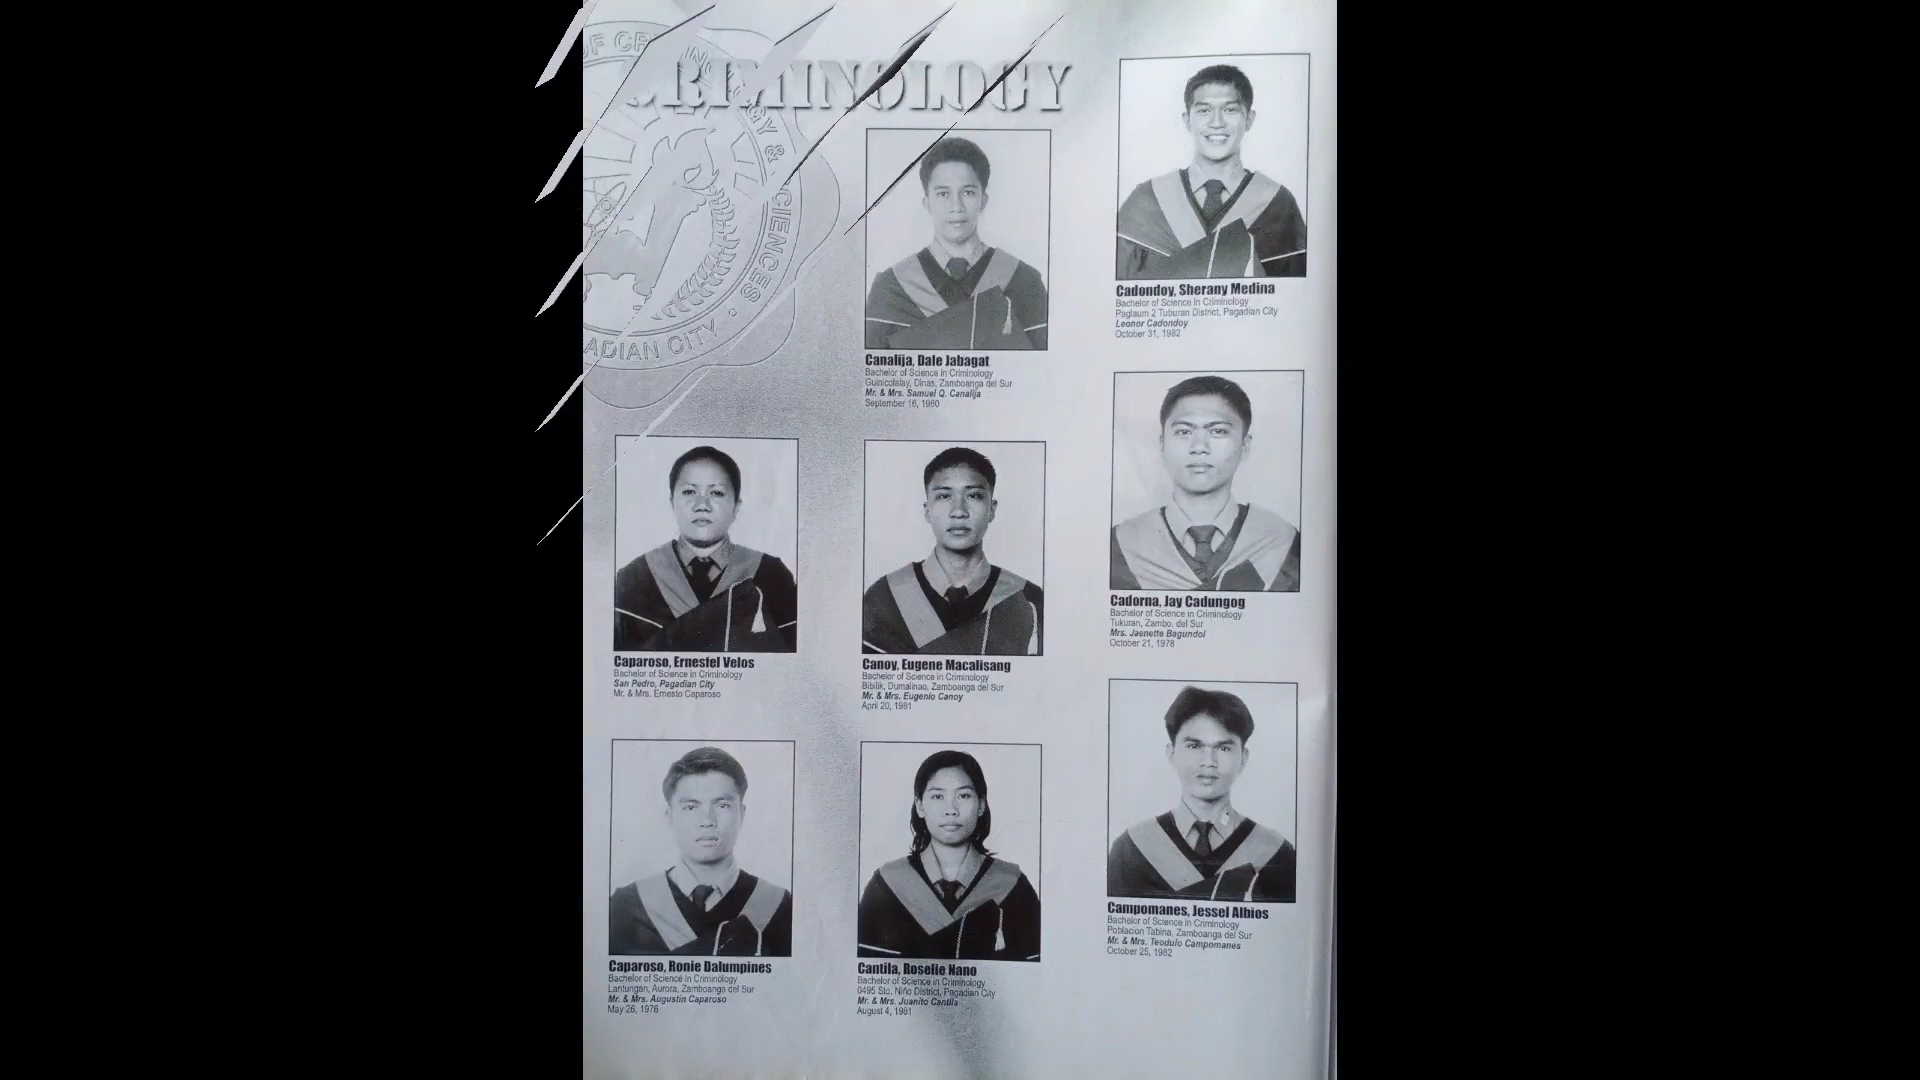 CRIMINOLOGY
OF CRIMINOLOGY & SCIENCES
ADIAN CITY
Cadondoy, Sherany Medina
Bachelor of Science in Criminology
Paglaum 2 Tuburan District, Pagadian City
Leonor Cadondoy
October 31, 1982
Canalija, Dale Jabagat
Bachelor of Science in Criminology
Guinicolalay, Dinas, Zamboanga del Sur
Mr. & Mrs. Samuel Q. Canalija
September 16, 1980
Cadorna, Jay Cadungog
Bachelor of Science in Criminology
Tukuran, Zambo. del Sur
Mrs. Jaenette Bagundol
October 21, 1978
Caparoso, Ernesfel Velos
Bachelor of Science in Criminology
San Pedro, Pagadian City
Mr. & Mrs. Ernesto Caparoso
Canoy, Eugene Macalisang
Bachelor of Science in Criminology
Bibilik, Dumalinao, Zamboanga del Sur
Mr. & Mrs. Eugenio Canoy
April 20, 1981
Campomanes, Jessel Albios
Bachelor of Science in Criminology
Poblacion Tabina, Zamboanga del Sur
Mr. & Mrs. Teodulo Campomanes
October 25, 1982
Caparoso, Ronie Dalumpines
Bachelor of Science in Criminology
Lantungan, Aurora, Zamboanga del Sur
Mr. & Mrs. Augustin Caparoso
May 26, 1976
Cantila, Roselie Nano
Bachelor of Science in Criminology
0495 Sto. Niño District, Pagadian City
Mr. & Mrs. Juanito Cantila
August 4, 1981